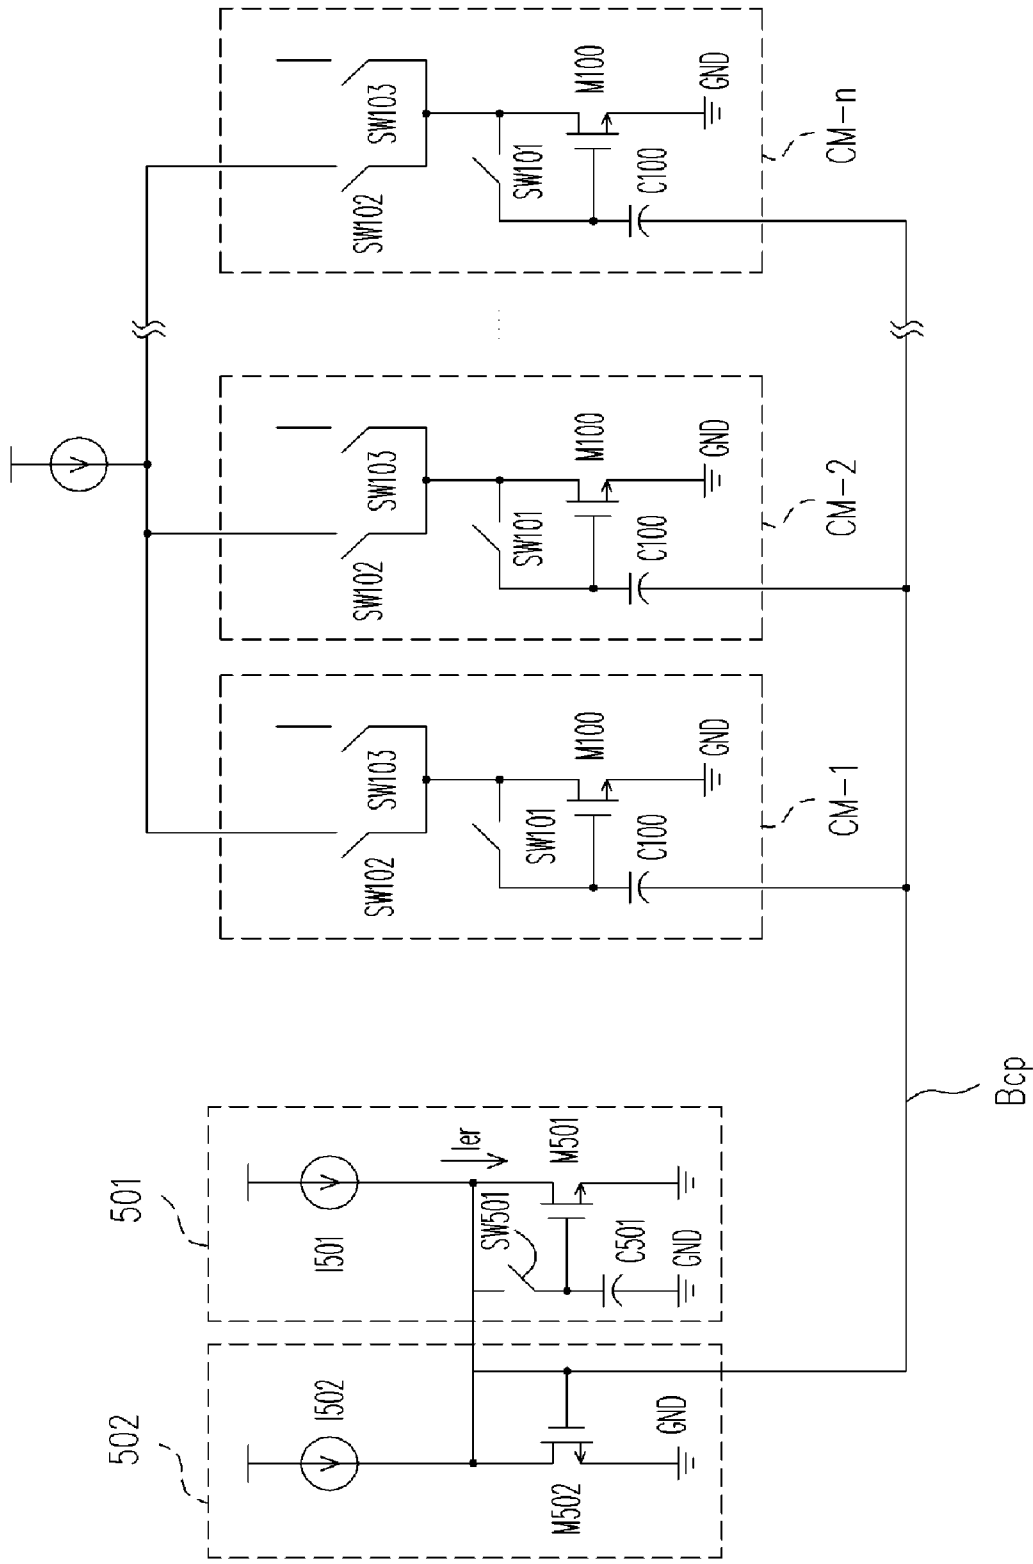 SW102
SW103
SW101
M100
C100
GND
CM-n
SW102
SW103
SW101
M100
C100
GND
CM-2
SW102
SW103
SW101
M100
C100
GND
CM-1
501
I501
Ier
SW501
M501
C501
GND
502
I502
M502
GND
Bcp